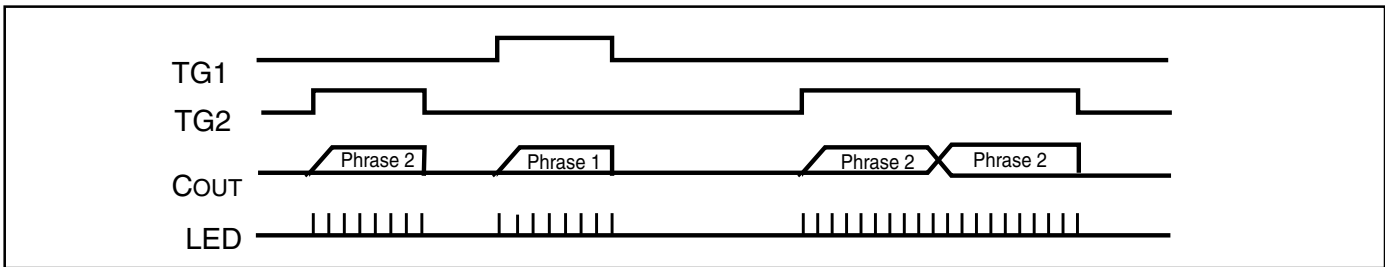 TG1
TG2
Phrase 2 Phrase 1 Phrase 2 Phrase 2
COUT
LED